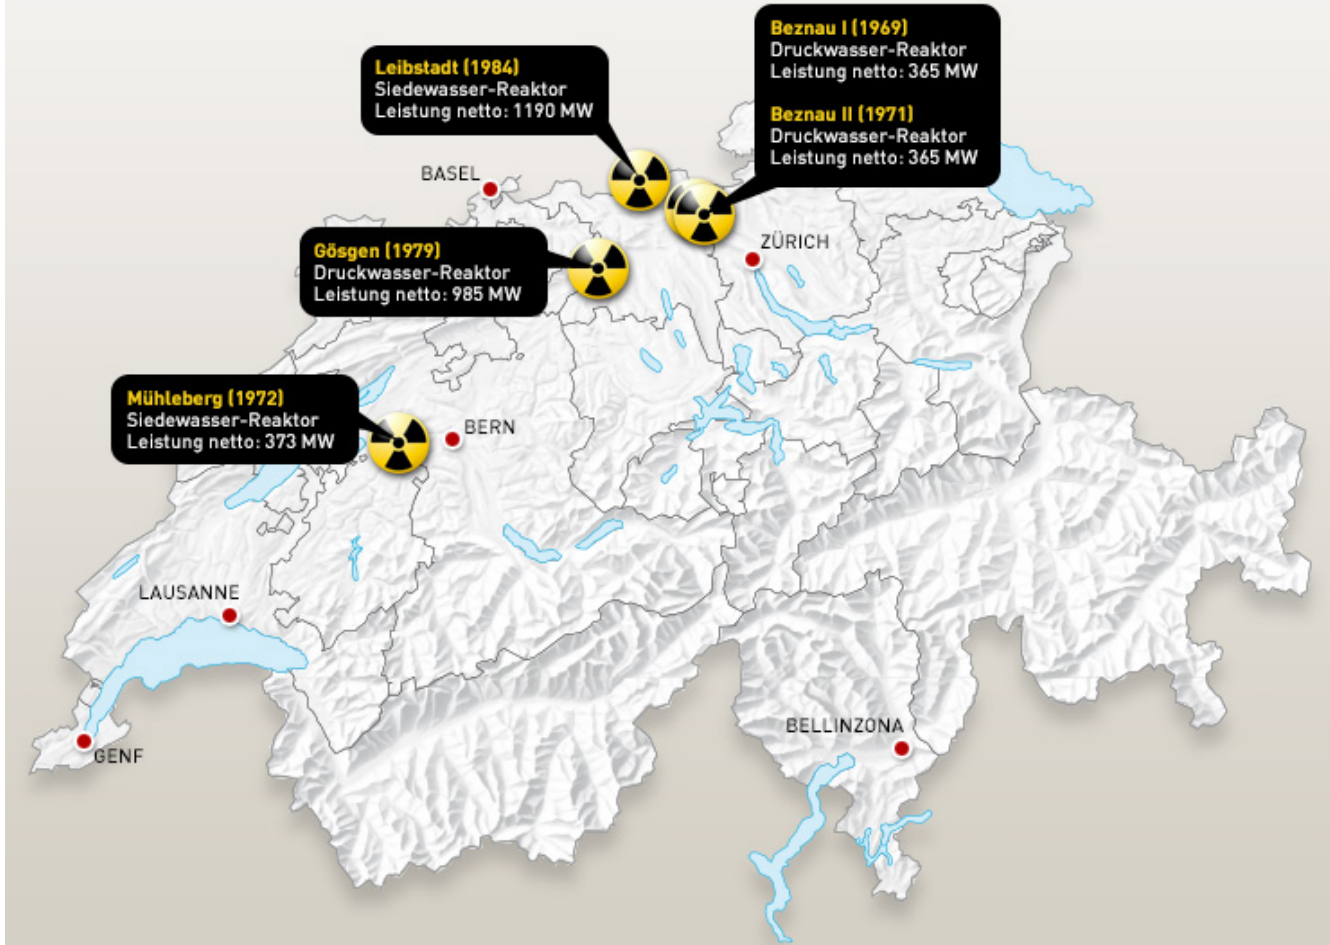 Beznau I (1969)
Druckwasser-Reaktor
Leistung netto: 365 MW
Beznau II (1971)
Druckwasser-Reaktor
Leistung netto: 365 MW
Leibstadt (1984)
Siedewasser-Reaktor
Leistung netto: 1190 MW
BASEL
Gösgen (1979)
Druckwasser-Reaktor
Leistung netto: 985 MW
ZÜRICH
Mühleberg (1972)
Siedewasser-Reaktor
Leistung netto: 373 MW
BERN
LAUSANNE
BELLINZONA
GENF